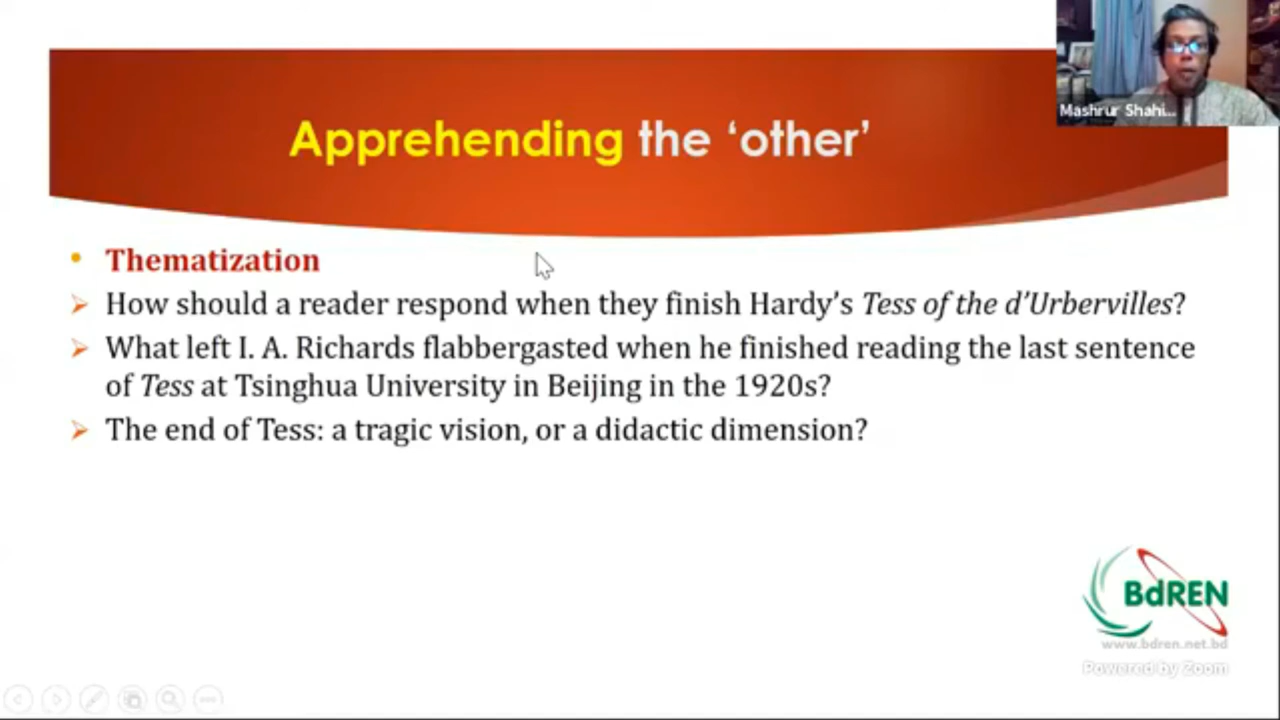 Mashrur Shahi...
Apprehending the ‘other’
• Thematization
➢ How should a reader respond when they finish Hardy’s Tess of the d’Urbervilles?
➢ What left I. A. Richards flabbergasted when he finished reading the last sentence
of Tess at Tsinghua University in Beijing in the 1920s?
➢ The end of Tess: a tragic vision, or a didactic dimension?
BdREN
www.bdren.net.bd
Powered by Zoom